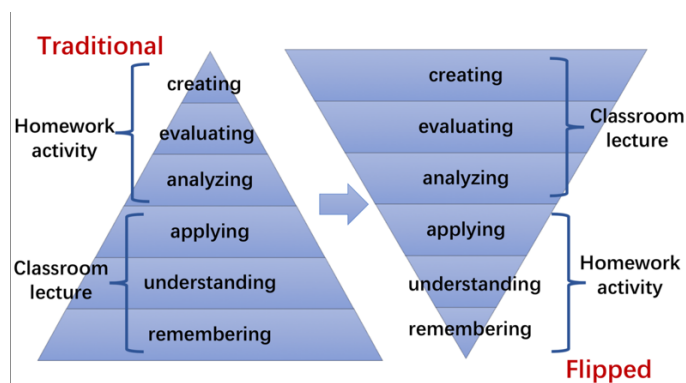 Traditional
creating
evaluating
analyzing
applying
understanding
remembering
Homework
activity
Classroom
lecture
creating
evaluating
analyzing
applying
understanding
remembering
Classroom
lecture
Homework
activity
Flipped